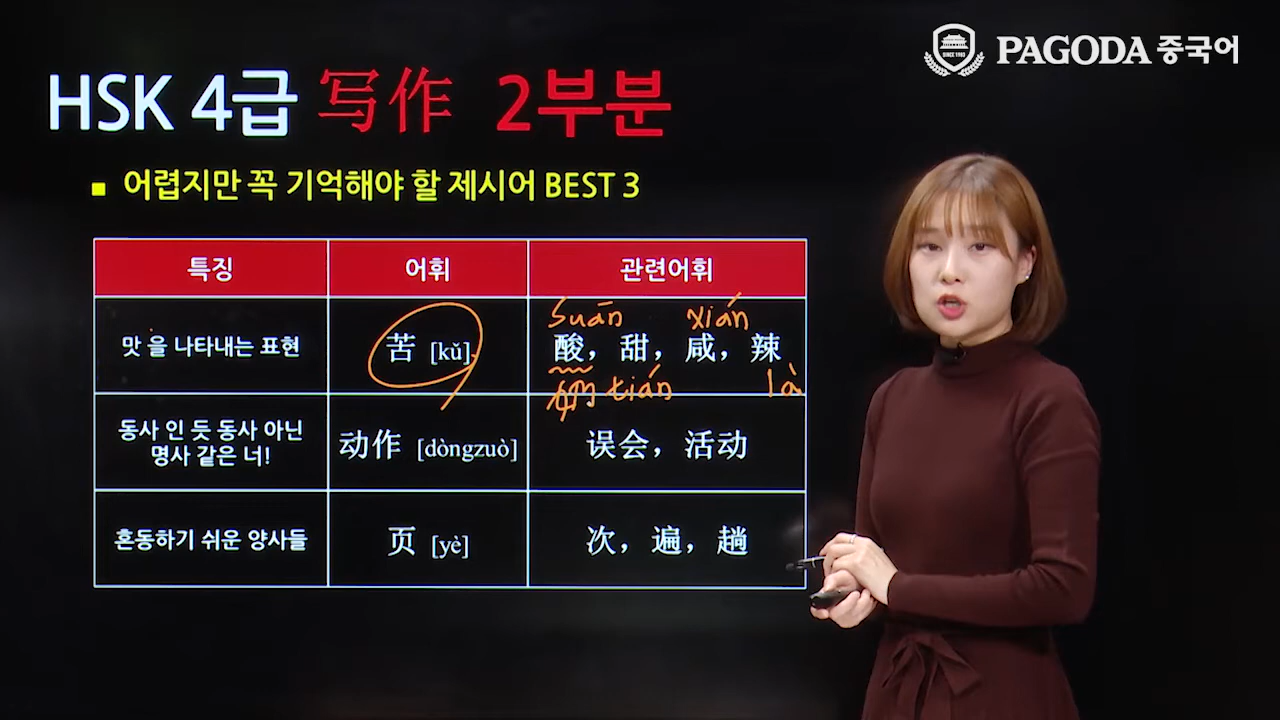 SINCE 1983
PAGODA 중국어
HSK 4급 写作 2부분
어렵지만 꼭 기억해야 할 제시어 BEST 3
특징 어휘 관련어휘
suān xián
맛 을 나타내는 표현 苦 [kǔ] 酸，甜，咸，辣
tián là
동사 인 듯 동사 아닌
명사 같은 너!
动作 [dòngzuò] 误会，活动
혼동하기 쉬운 양사들 页 [yè] 次，遍，趟